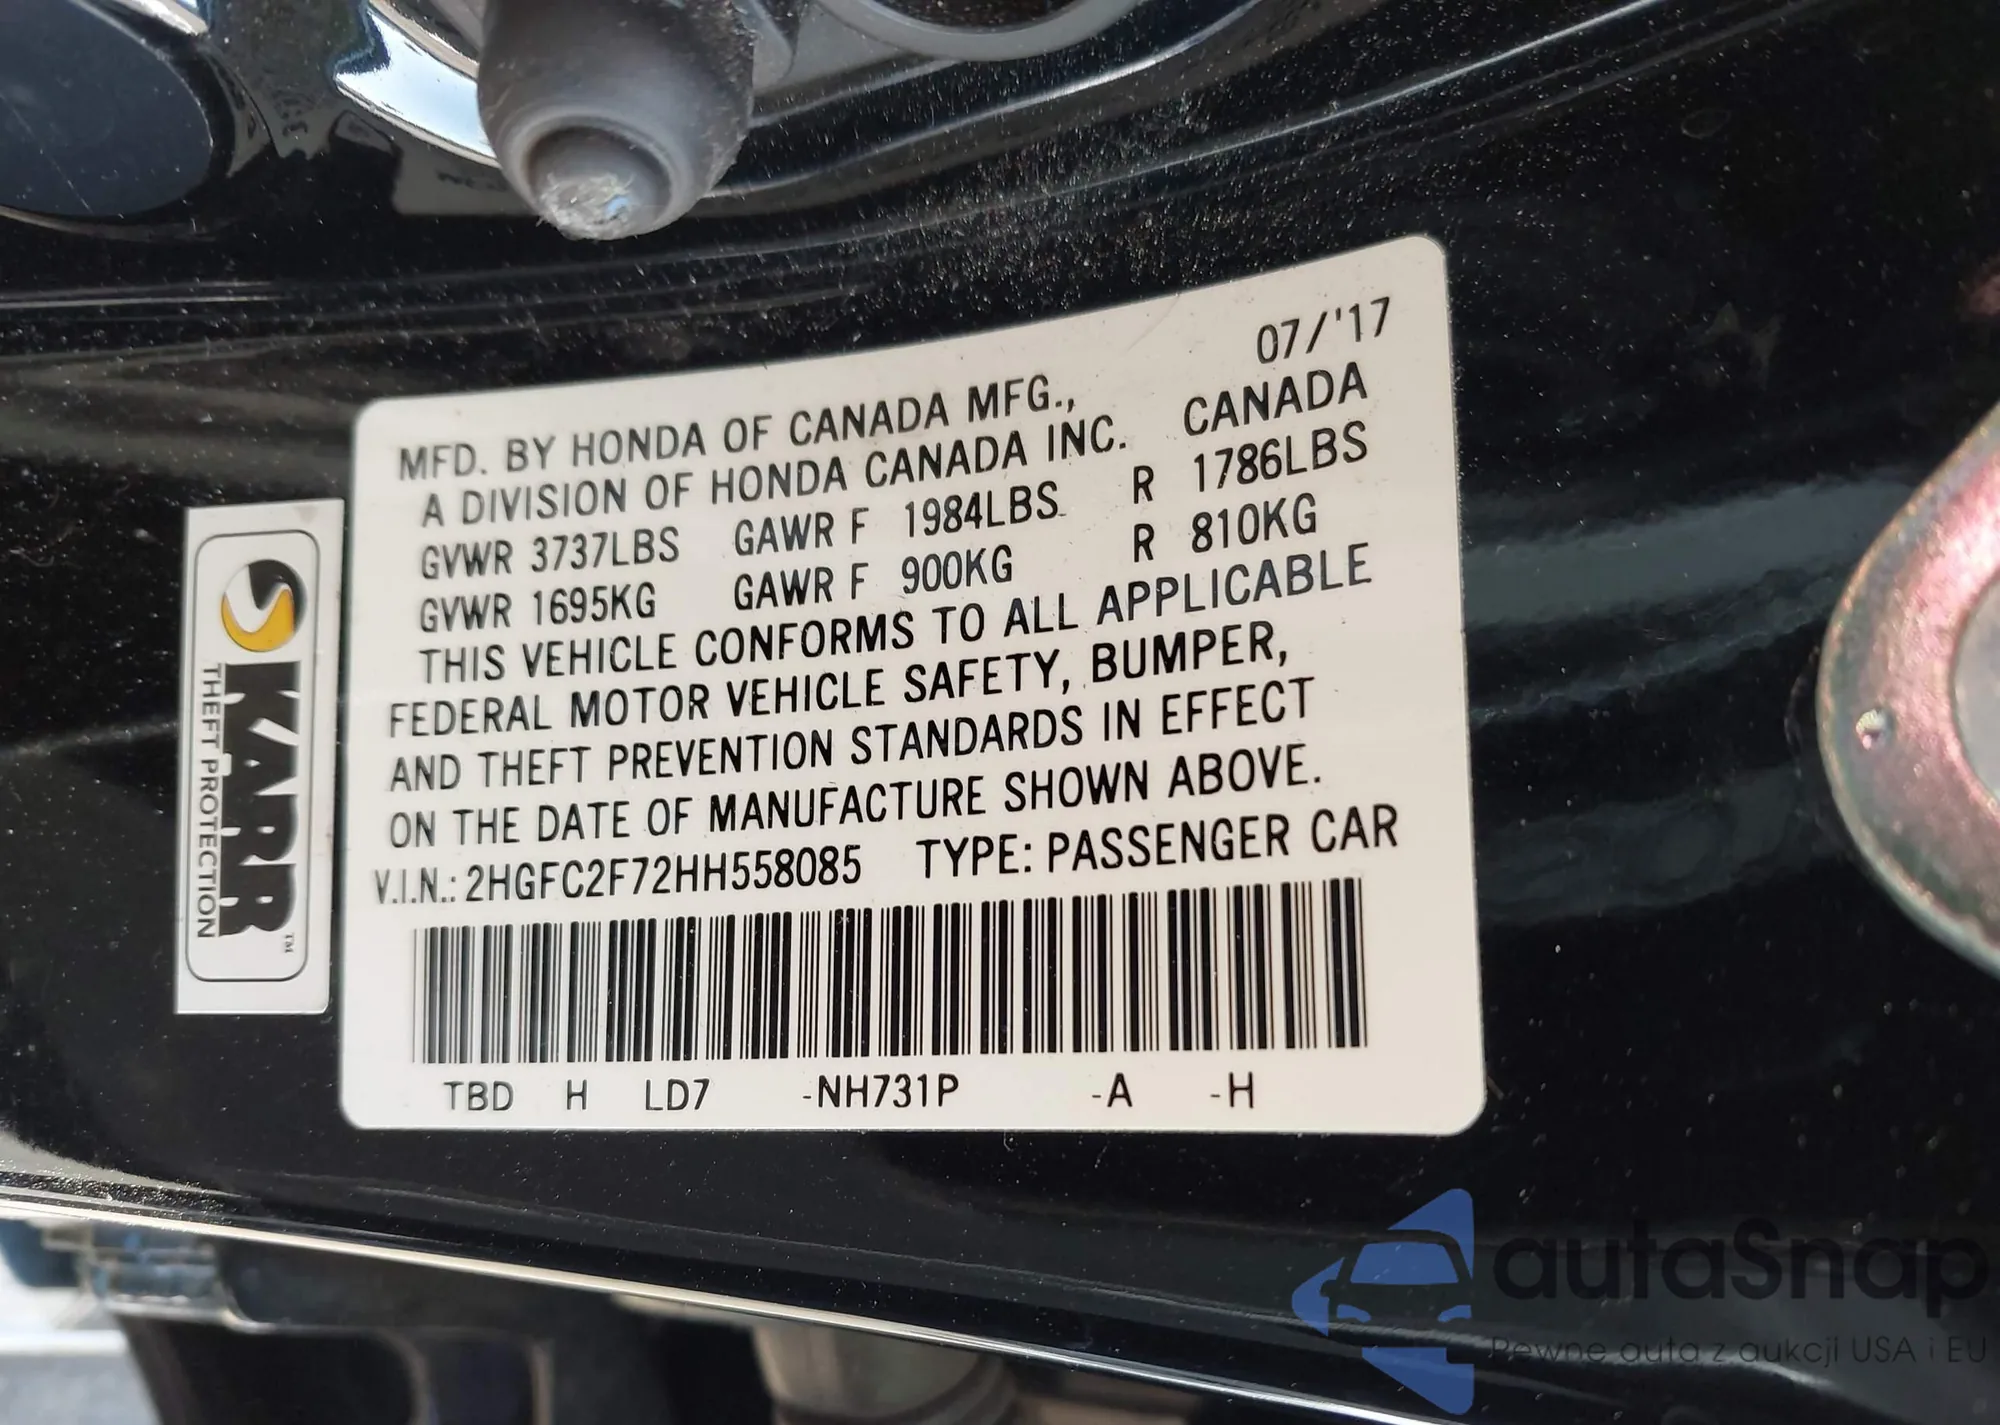 07/'17
MFD. BY HONDA OF CANADA MFG.,
A DIVISION OF HONDA CANADA INC. CANADA
GVWR 3737LBS GAWR F 1984LBS R 1786LBS
GVWR 1695KG GAWR F 900KG R 810KG
THIS VEHICLE CONFORMS TO ALL APPLICABLE
FEDERAL MOTOR VEHICLE SAFETY, BUMPER,
AND THEFT PREVENTION STANDARDS IN EFFECT
ON THE DATE OF MANUFACTURE SHOWN ABOVE.
V.I.N.: 2HGFC2F72HH558085 TYPE: PASSENGER CAR
TBD H LD7 -NH731P -A -H
KARR™
THEFT PROTECTION
autaSnap
Pewne auta z aukcji USA i EU